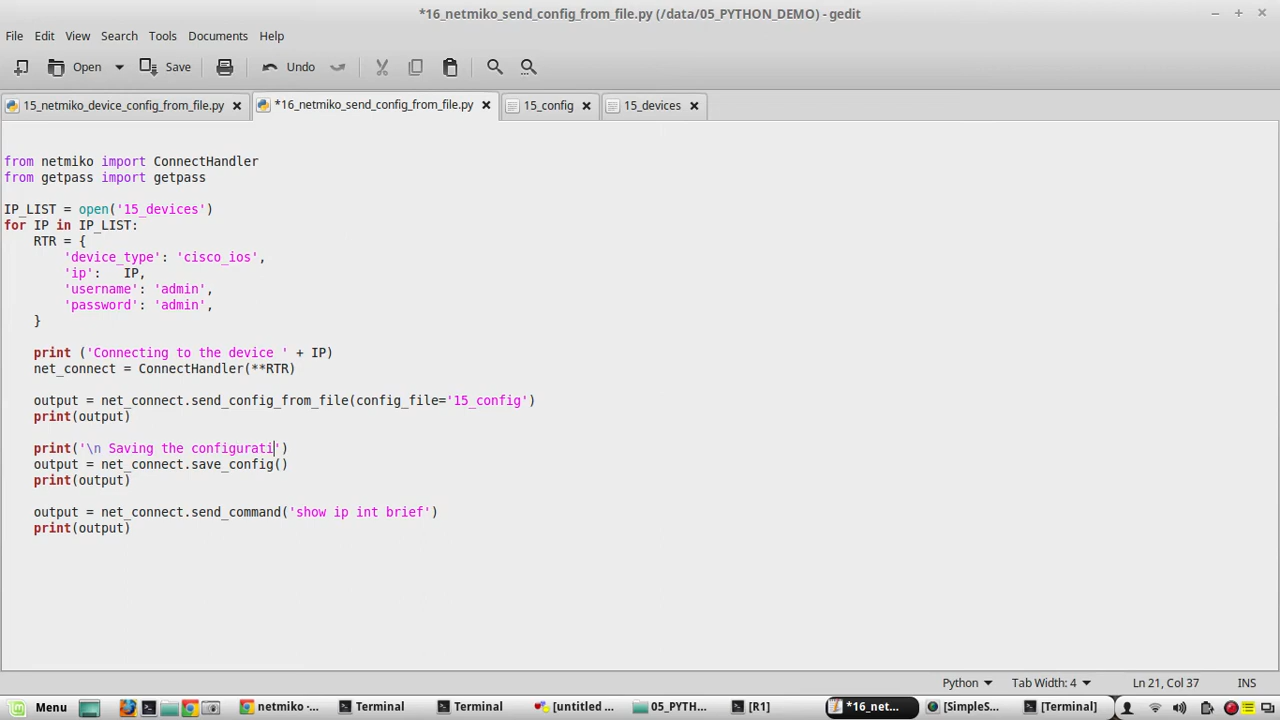 *16_netmiko_send_config_from_file.py (/data/05_PYTHON_DEMO) - gedit
File Edit View Search Tools Documents Help
Open Save Undo
15_netmiko_device_config_from_file.py *16_netmiko_send_config_from_file.py 15_config 15_devices
from netmiko import ConnectHandler
from getpass import getpass
IP_LIST = open('15_devices')
for IP in IP_LIST:
    RTR = {
        'device_type': 'cisco_ios',
        'ip':   IP,
        'username': 'admin',
        'password': 'admin',
    }
    print ('Connecting to the device ' + IP)
    net_connect = ConnectHandler(**RTR)
    output = net_connect.send_config_from_file(config_file='15_config')
    print(output)
    print('\n Saving the configurati')
    output = net_connect.save_config()
    print(output)
    output = net_connect.send_command('show ip int brief')
    print(output)
Python Tab Width: 4 Ln 21, Col 37 INS
Menu netmiko -... Terminal Terminal [untitled ... 05_PYTH... [R1] *16_net... [SimpleS... [Terminal]